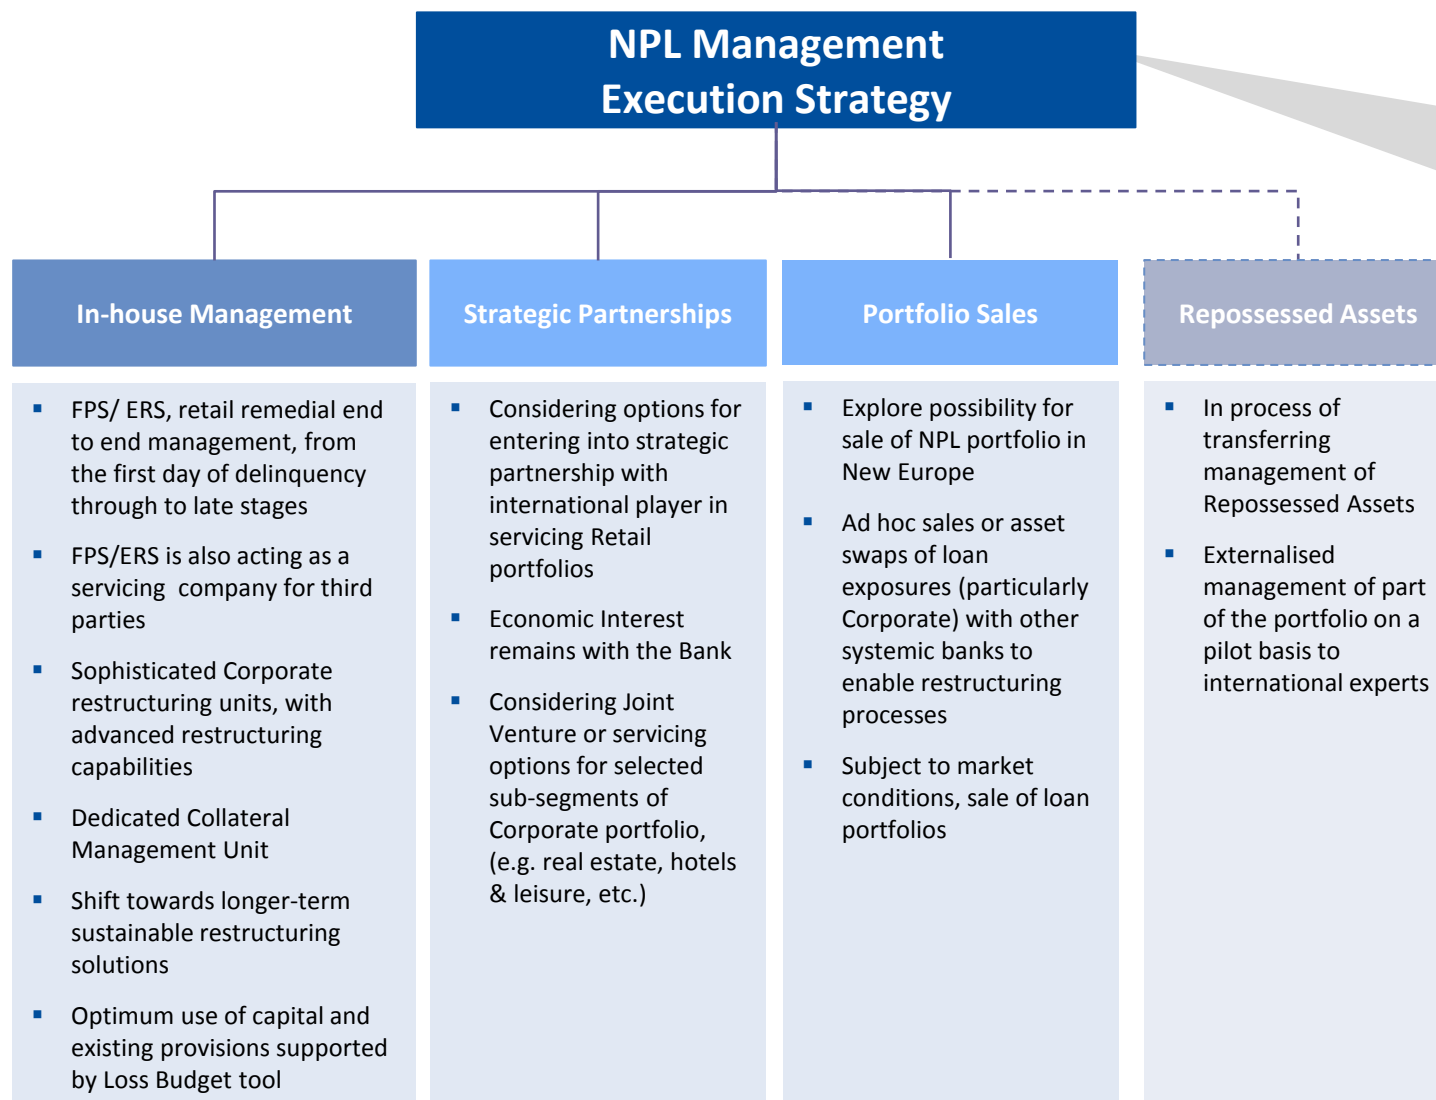 NPL Management
Execution Strategy
In-house Management
FPS/ ERS, retail remedial end
to end management, from
the first day of delinquency
through to late stages
FPS/ERS is also acting as a
servicing company for third
parties
Sophisticated Corporate
restructuring units, with
advanced restructuring
capabilities
Dedicated Collateral
Management Unit
Shift towards longer-term
sustainable restructuring
solutions
Optimum use of capital and
existing provisions supported
by Loss Budget tool
Strategic Partnerships
Considering options for
entering into strategic
partnership with
international player in
servicing Retail
portfolios
Economic Interest
remains with the Bank
Considering Joint
Venture or servicing
options for selected
sub-segments of
Corporate portfolio,
(e.g. real estate, hotels
& leisure, etc.)
Portfolio Sales
Explore possibility for
sale of NPL portfolio in
New Europe
Ad hoc sales or asset
swaps of loan
exposures (particularly
Corporate) with other
systemic banks to
enable restructuring
processes
Subject to market
conditions, sale of loan
portfolios
Repossessed Assets
In process of
transferring
management of
Repossessed Assets
Externalised
management of part
of the portfolio on a
pilot basis to
international experts